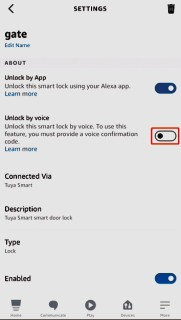 SETTINGS
gate
Edit Name
ABOUT
Unlock by App
Unlock this smart lock using your Alexa app.
Learn more
Unlock by voice
Unlock this smart lock by voice. To use this
feature, you must provide a voice confirmation
code.
Learn more
Connected Via
Tuya Smart
Description
Tuya Smart smart door lock
Type
Lock
Enabled
Home
Communicate
Play
Devices
More